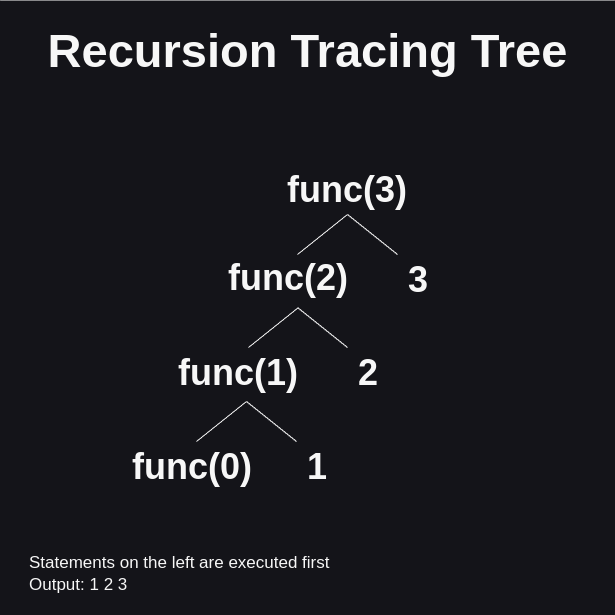 Recursion Tracing Tree
func(3)
func(2) 3
func(1) 2
func(0) 1
Statements on the left are executed first
Output: 1 2 3